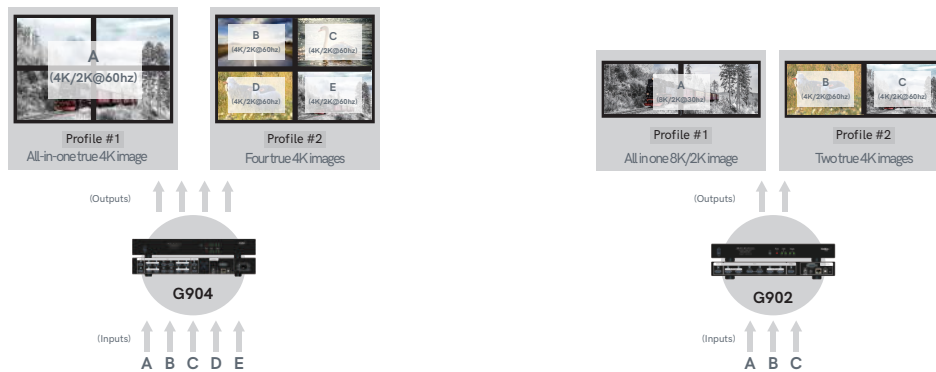 A
(4K/2K@60hz)
Profile #1
All-in-one true 4K image
B
(4K/2K@60hz)
C
(4K/2K@60hz)
D
(4K/2K@60hz)
E
(4K/2K@60hz)
Profile #2
Four true 4K images
(Outputs)
G904
(Inputs)
A B C D E
A
(8K/2K@30hz)
Profile #1
All in one 8K/2K image
B
(4K/2K@60hz)
C
(4K/2K@60hz)
Profile #2
Two true 4K images
(Outputs)
G902
(Inputs)
A B C